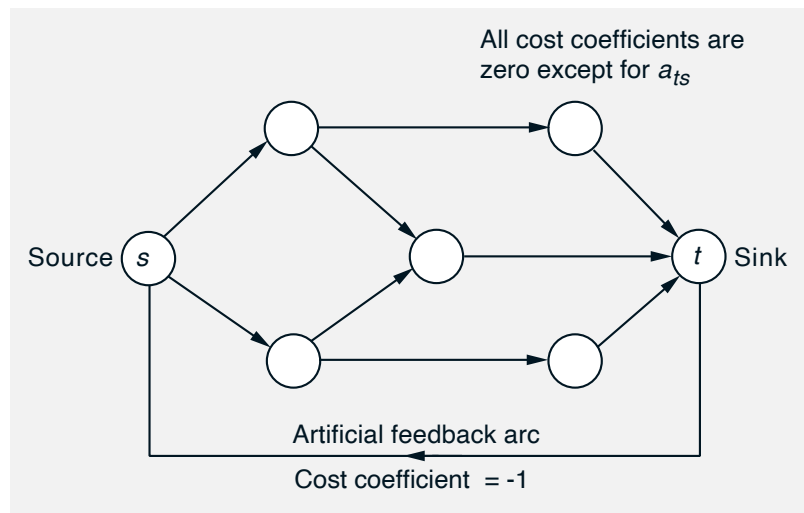 All cost coefficients are
zero except for a_ts
Source
s
t
Sink
Artificial feedback arc
Cost coefficient = -1